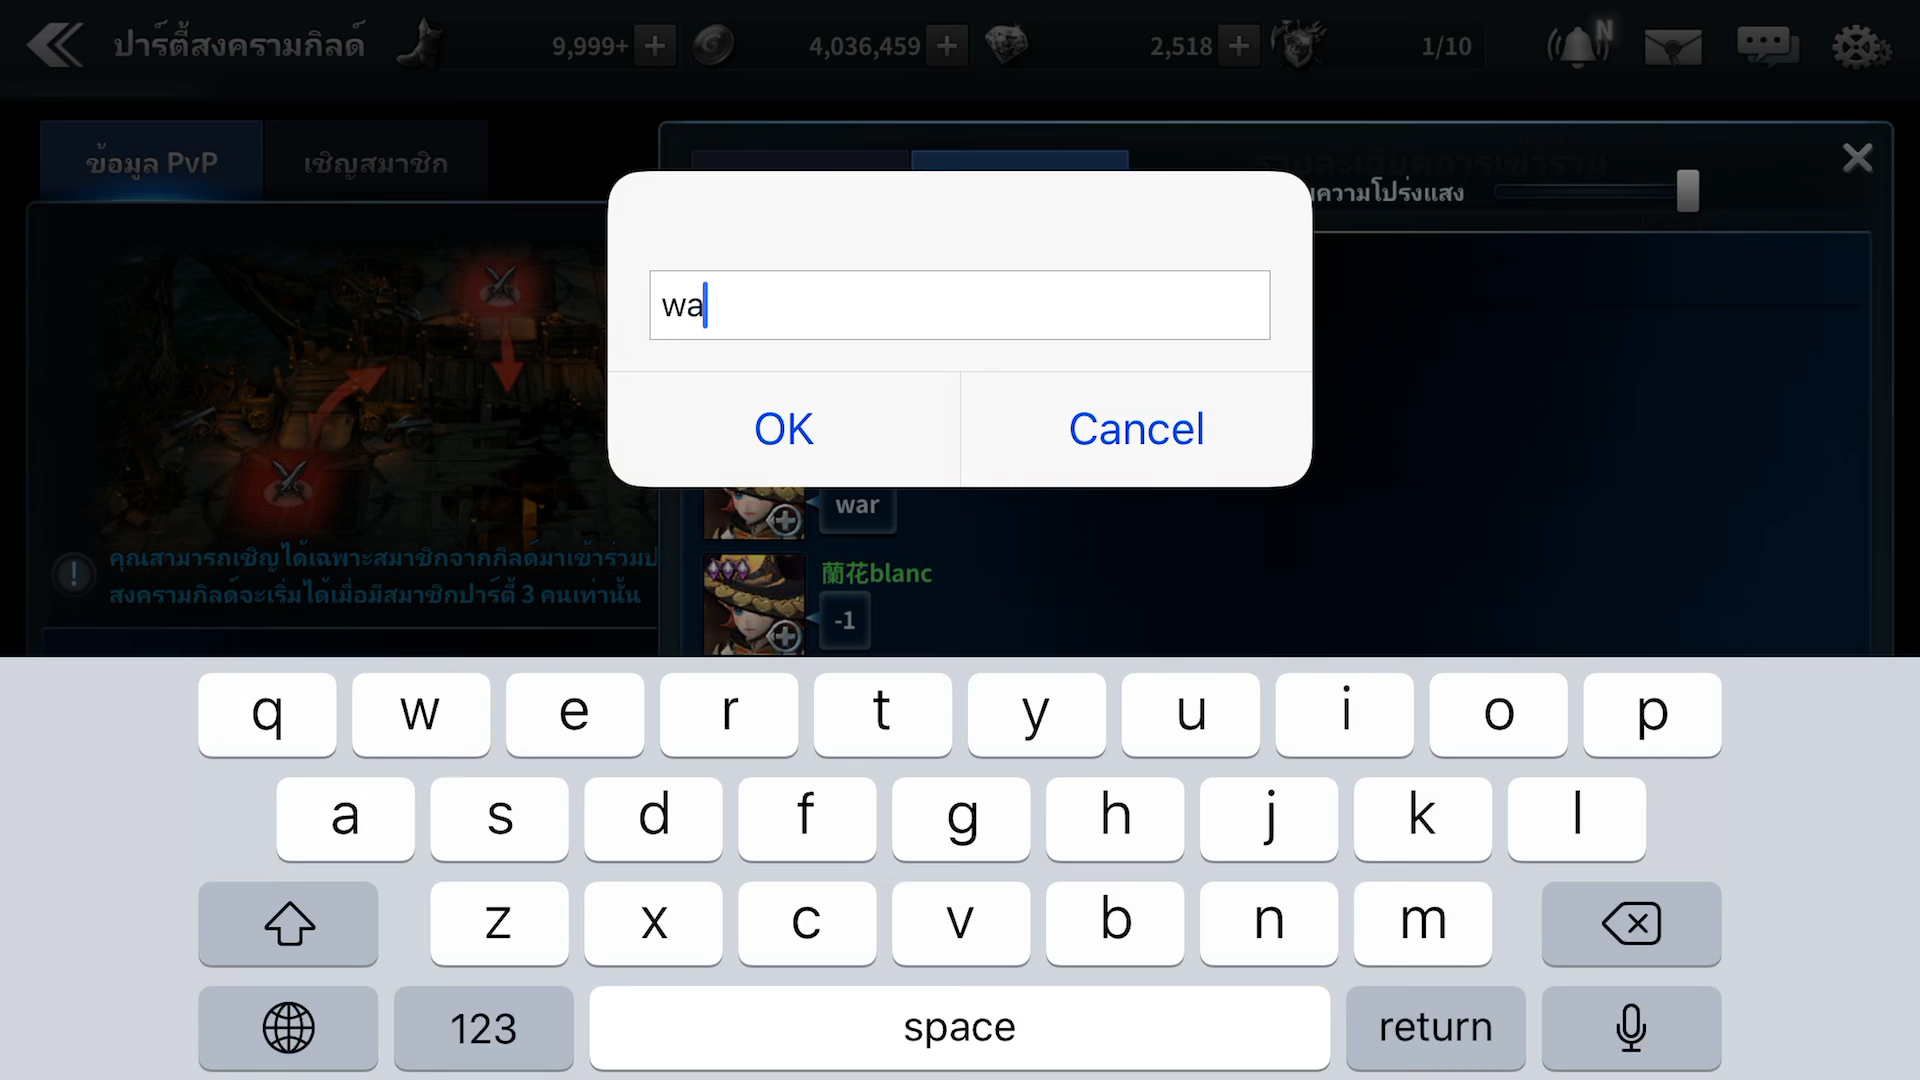 ปาร์ตี้สงครามกิลด์
9,999+
4,036,459
2,518
1/10
N
ข้อมูล PvP
เชิญสมาชิก
ความโปร่งแสง
wa
OK
Cancel
war
คุณสามารถเชิญได้เฉพาะสมาชิกจากกิลด์มาเข้าร่วมป
สงครามกิลด์จะเริ่มได้เมื่อมีสมาชิกปาร์ตี้ 3 คนเท่านั้น
蘭花blanc
-1
q w e r t y u i o p
a s d f g h j k l
z x c v b n m
123 space return